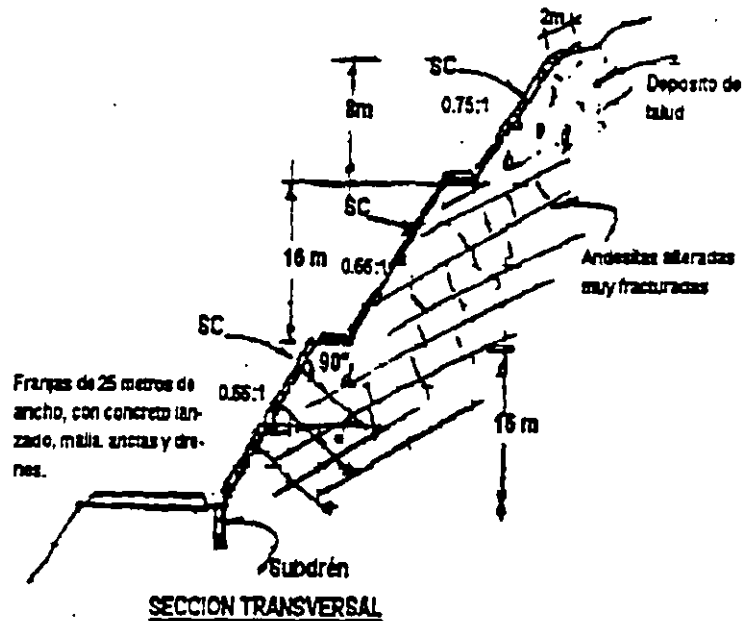 2m
SC
Deposito de
talud
8m
0.75:1
SC
16 m
0.66:1
Andesitas alteradas
muy fracturadas
SC
90°
Franjas de 25 metros de
ancho, con concreto lan-
zado, malla, anclas y dre-
nes.
0.66:1
16 m
Subdrén
SECCION TRANSVERSAL